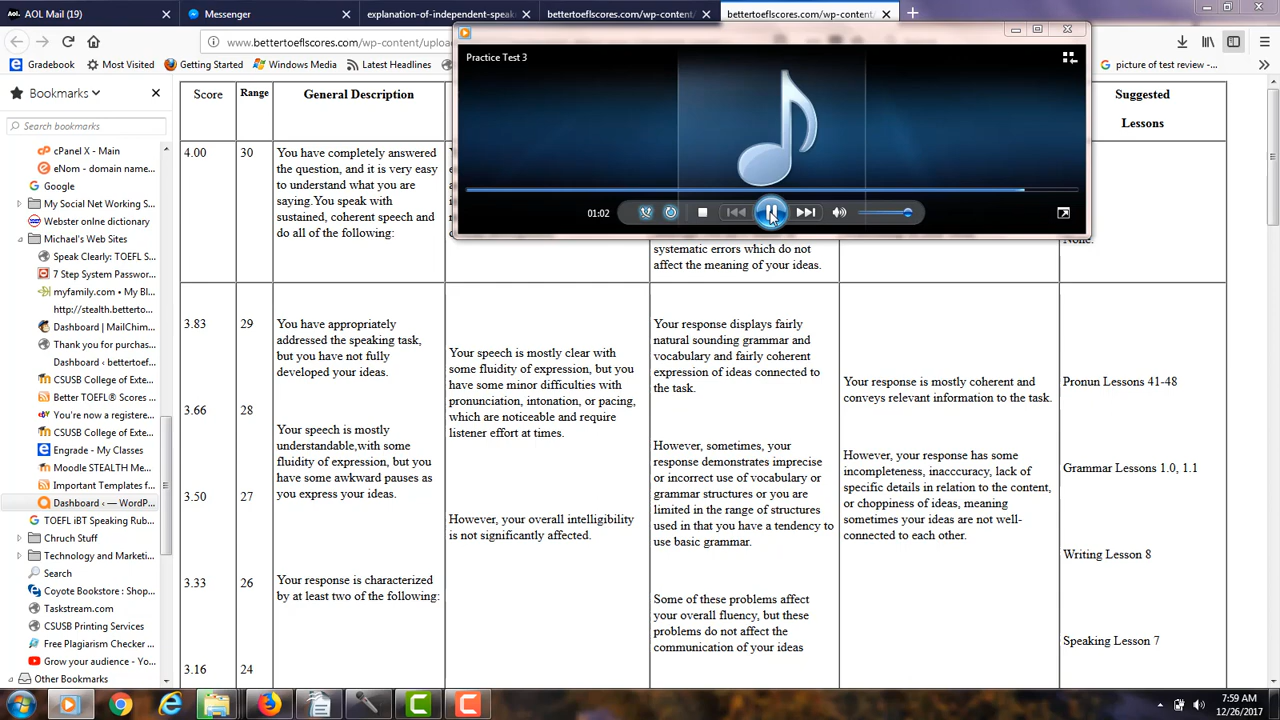 AOL Mail (19)
Messenger
explanation-of-independent-speak
bettertoeflscores.com/wp-content/
bettertoeflscores.com/wp-content/
www.bettertoeflscores.com/wp-content/uploa
Gradebook
Most Visited
Getting Started
Windows Media
Latest Headlines
picture of test review -...
Practice Test 3
01:02
Bookmarks
Search bookmarks
cPanel X - Main
eNom - domain name...
Google
My Social Net Working S...
Webster onlne dictionary
Michael's Web Sites
Speak Clearly: TOEFL S...
7 Step System Passwor...
myfamily.com • My Bl...
http://stealth.betterto...
Dashboard | MailChim...
Thank you for purchas...
Dashboard ‹ bettertoef...
CSUSB College of Exte...
Better TOEFL® Scores ...
You're now a registere...
CSUSB College of Exte...
Engrade - My Classes
Moodle STEALTH Me...
Important Templates f...
Dashboard ‹ — WordP...
TOEFL iBT Speaking Rub...
Chruch Stuff
Technology and Marketi...
Search
Coyote Bookstore : Shop...
Taskstream.com
CSUSB Printing Services
Free Plagiarism Checker ...
Grow your audience - Yo...
Other Bookmarks
Score
Range
General Description
Suggested
Lessons
4.00
30
You have completely answered
the question, and it is very easy
to understand what you are
saying.You speak with
sustained, coherent speech and
do all of the following:
systematic errors which do not
affect the meaning of your ideas.
None.
3.83
29
You have appropriately
addressed the speaking task,
but you have not fully
developed your ideas.
3.66
28
Your speech is mostly
understandable,with some
fluidity of expression, but you
have some awkward pauses as
you express your ideas.
3.50
27
3.33
26
Your response is characterized
by at least two of the following:
3.16
24
Your speech is mostly clear with
some fluidity of expression, but you
have some minor difficulties with
pronunciation, intonation, or pacing,
which are noticeable and require
listener effort at times.
However, your overall intelligibility
is not significantly affected.
Your response displays fairly
natural sounding grammar and
vocabulary and fairly coherent
expression of ideas connected to
the task.
However, sometimes, your
response demonstrates imprecise
or incorrect use of vocabulary or
grammar structures or you are
limited in the range of structures
used in that you have a tendency to
use basic grammar.
Some of these problems affect
your overall fluency, but these
problems do not affect the
communication of your ideas
Your response is mostly coherent and
conveys relevant information to the task.
However, your response has some
incompleteness, inacccuracy, lack of
specific details in relation to the content,
or choppiness of ideas, meaning
sometimes your ideas are not well-
connected to each other.
Pronun Lessons 41-48
Grammar Lessons 1.0, 1.1
Writing Lesson 8
Speaking Lesson 7
7:59 AM
12/26/2017